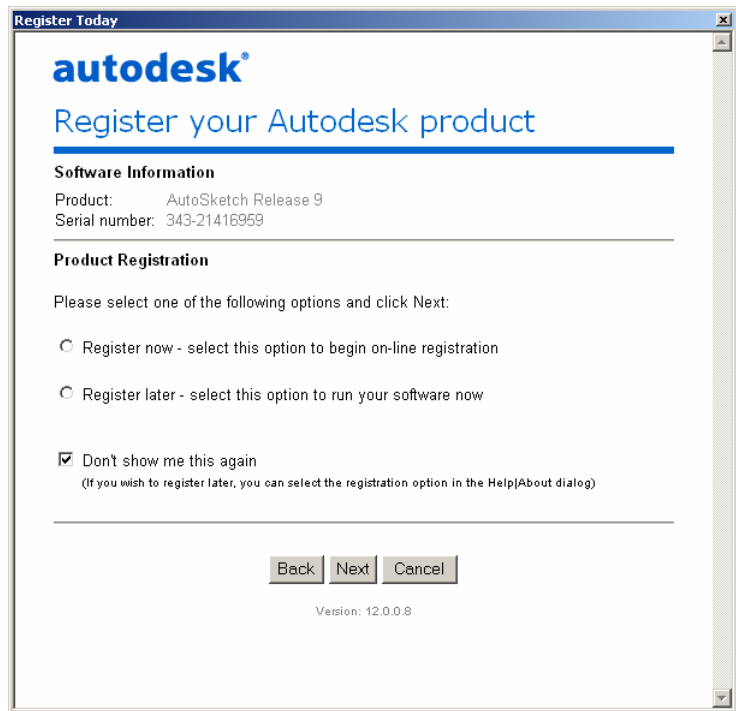 Register Today
autodesk®
Register your Autodesk product
Software Information
Product: AutoSketch Release 9
Serial number: 343-21416959
Product Registration
Please select one of the following options and click Next:
Register now - select this option to begin on-line registration
Register later - select this option to run your software now
Don't show me this again
(If you wish to register later, you can select the registration option in the Help|About dialog)
Back Next Cancel
Version: 12.0.0.8